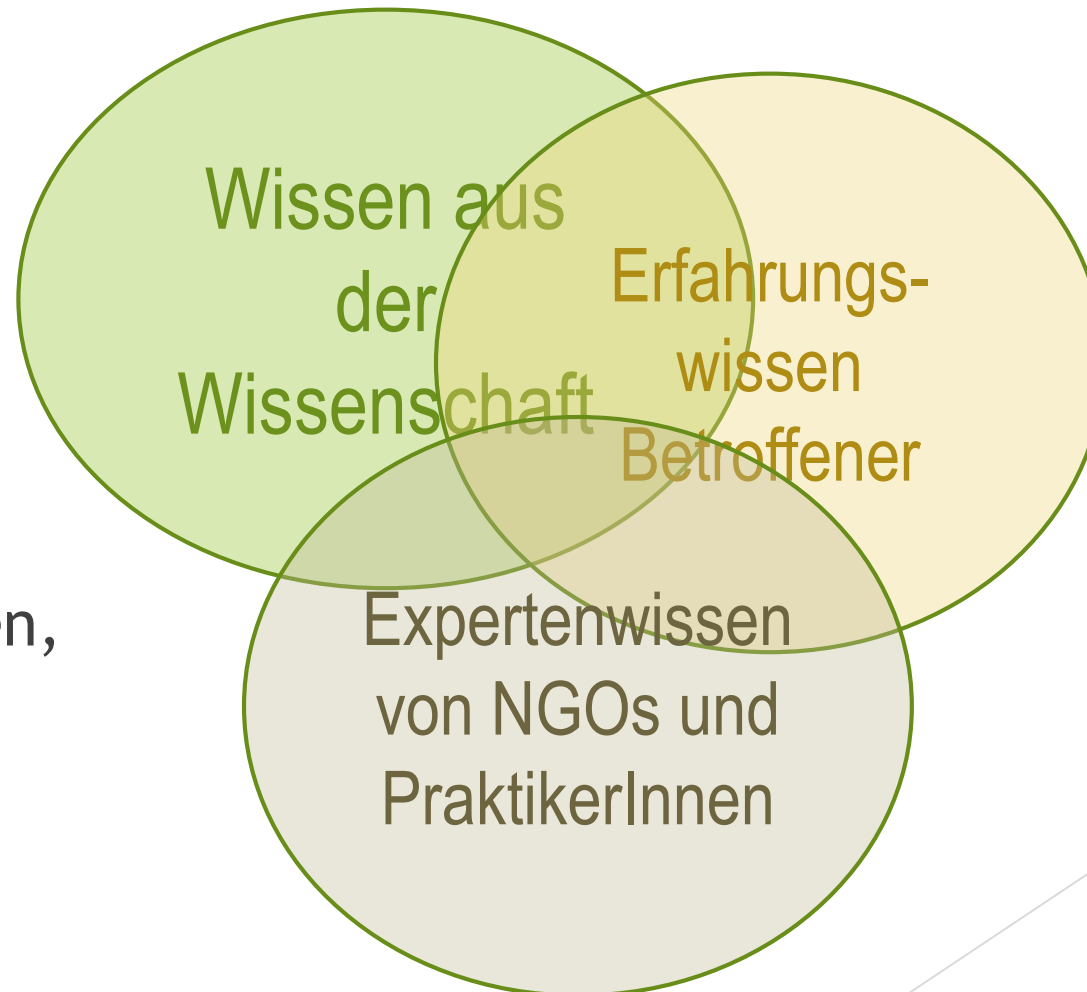 Wissen aus
der
Wissenschaft
Erfahrungs-
wissen
Betroffener
Expertenwissen
von NGOs und
PraktikerInnen
n,